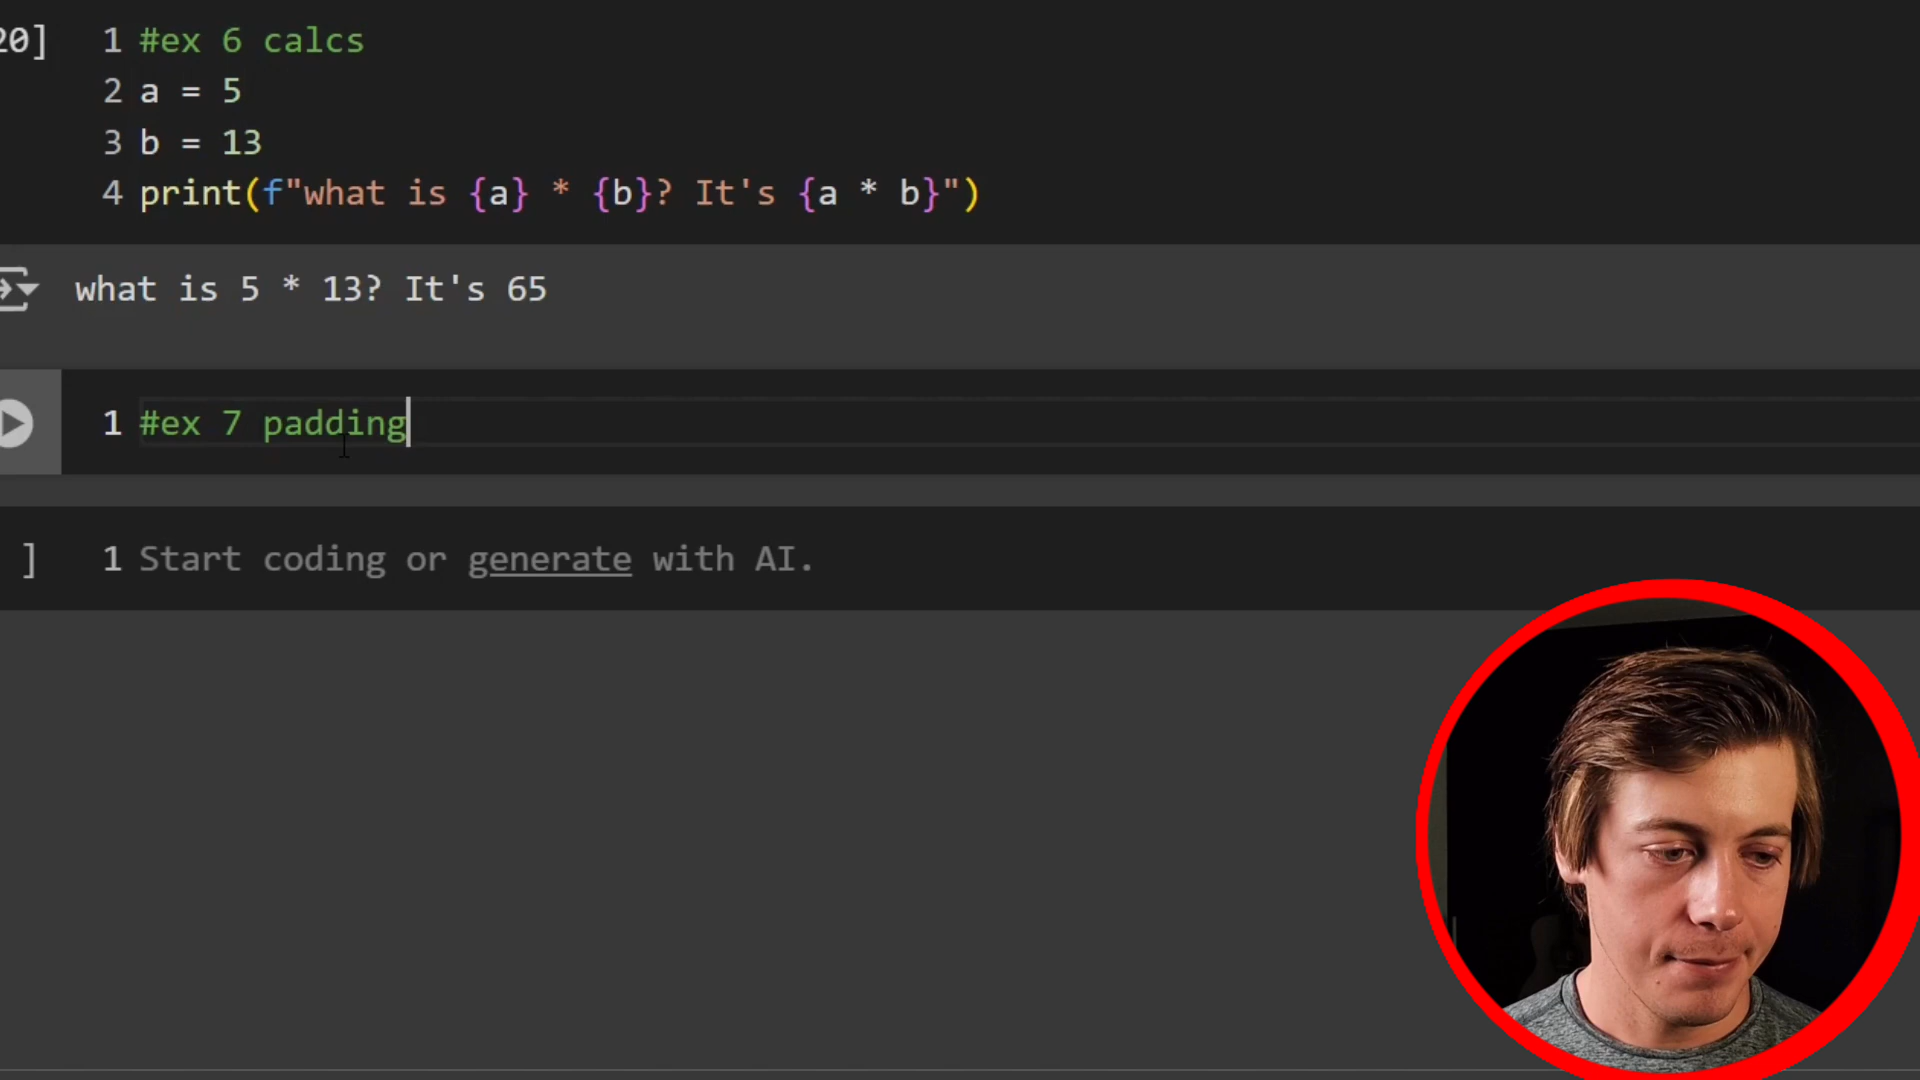 20] 1 #ex 6 calcs
2 a = 5
3 b = 13
4 print(f"what is {a} * {b}? It's {a * b}")
what is 5 * 13? It's 65
1 #ex 7 padding
] 1 Start coding or generate with AI.